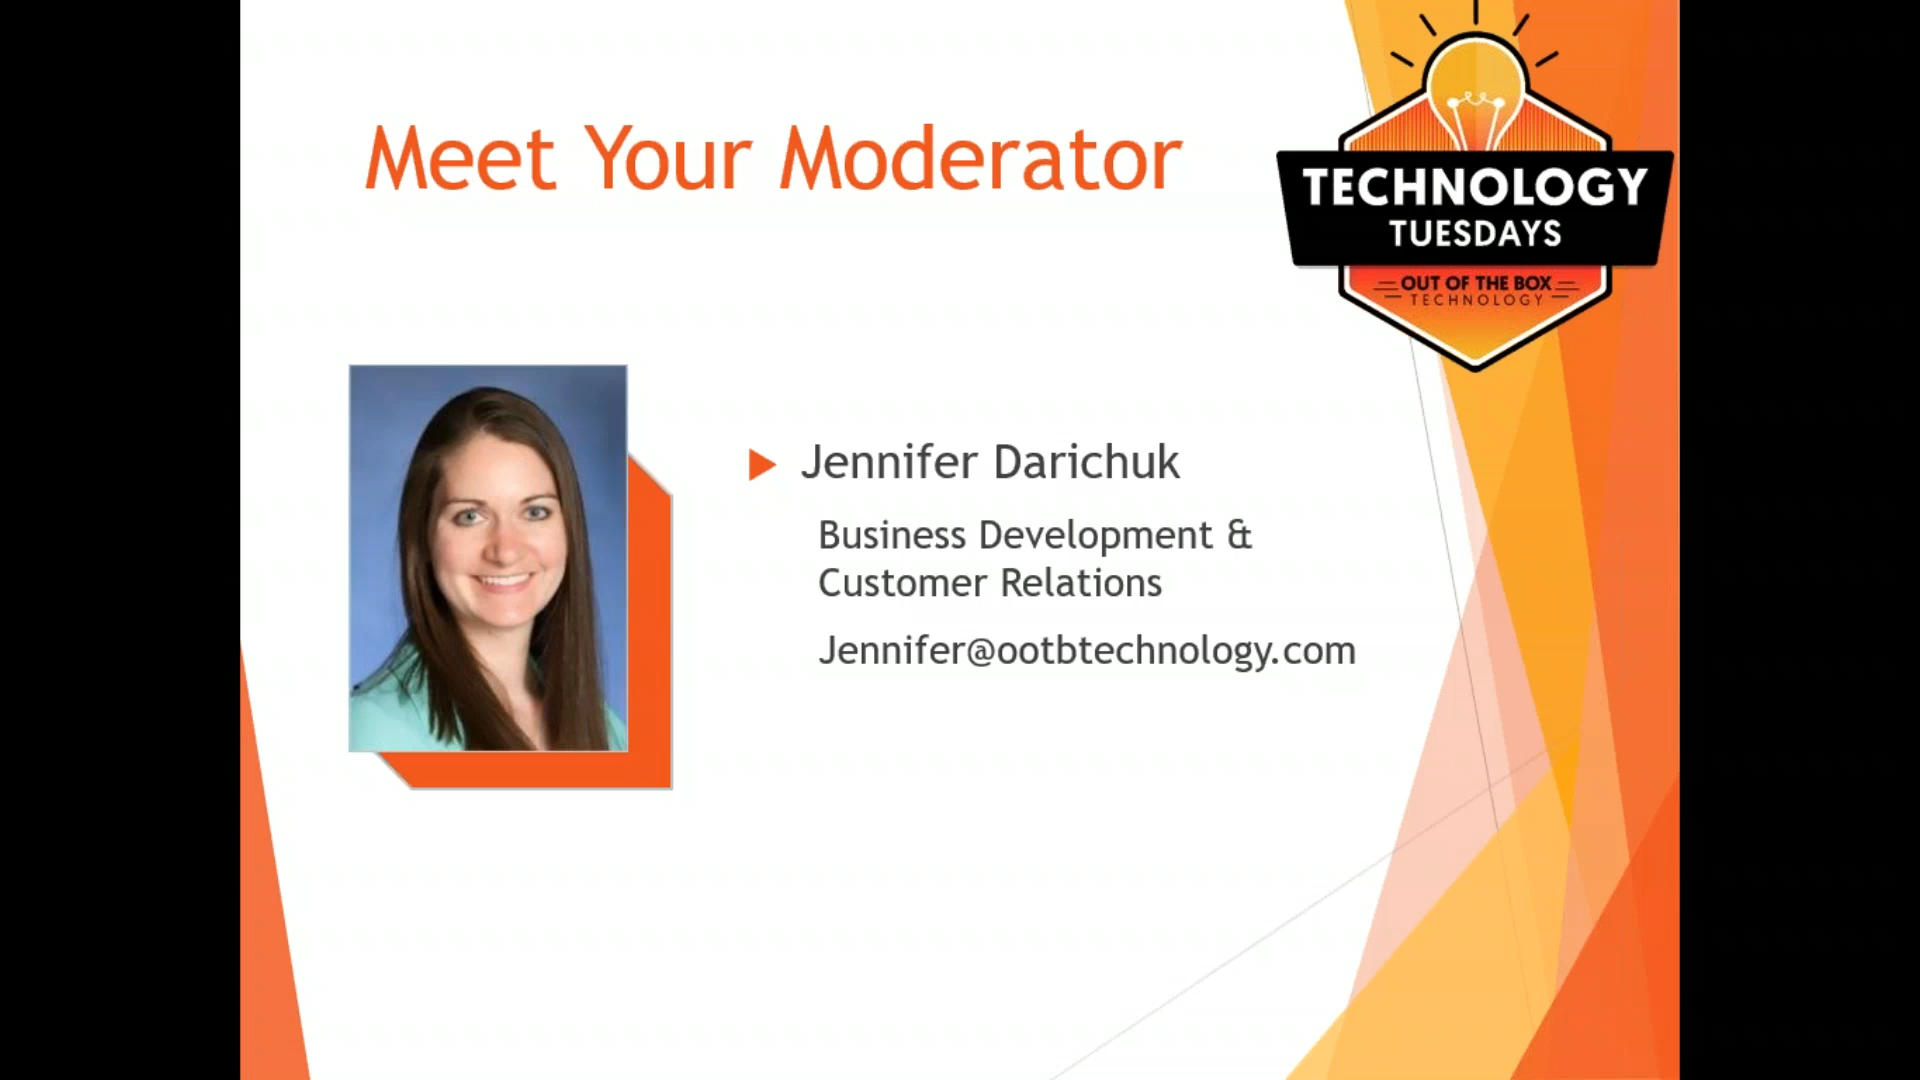 Meet Your Moderator
TECHNOLOGY
TUESDAYS
OUT OF THE BOX
TECHNOLOGY
Jennifer Darichuk
Business Development &
Customer Relations
Jennifer@ootbtechnology.com